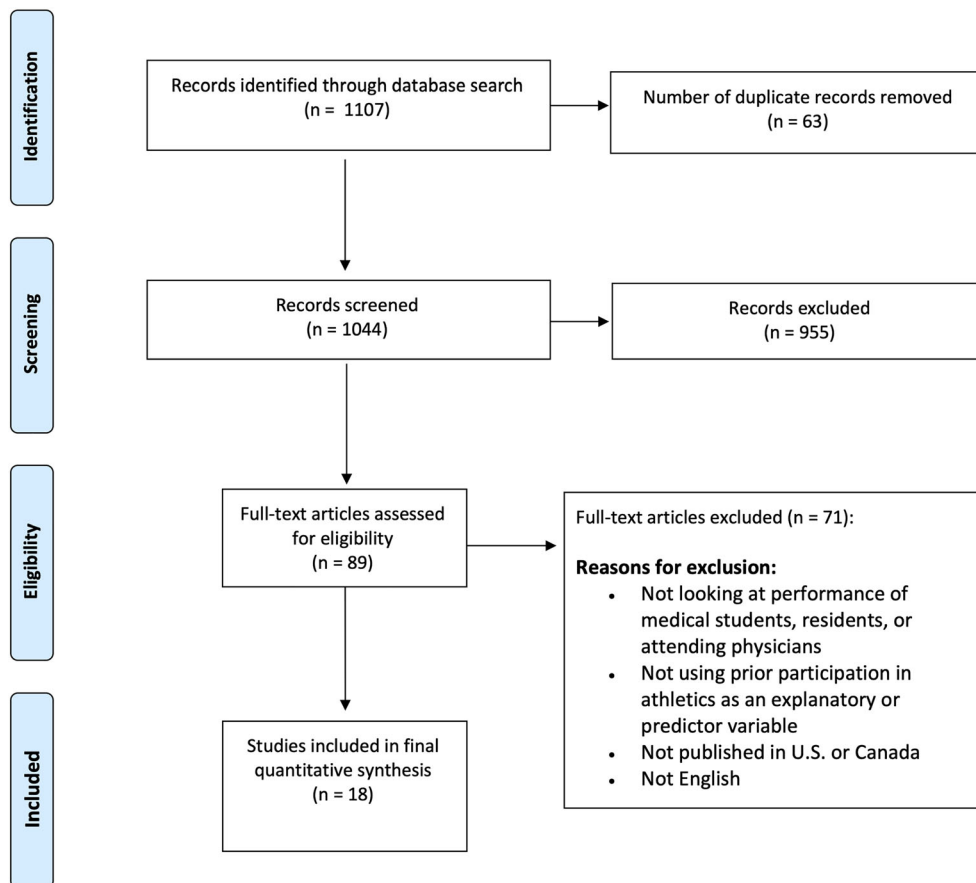 Identification
Records identified through database search
(n =  1107)
Number of duplicate records removed
(n = 63)
Screening
Records screened
(n = 1044)
Records excluded
(n = 955)
Eligibility
Full-text articles assessed
for eligibility
(n = 89)
Full-text articles excluded (n = 71):
Reasons for exclusion:
• Not looking at performance of
medical students, residents, or
attending physicians
• Not using prior participation in
athletics as an explanatory or
predictor variable
• Not published in U.S. or Canada
• Not English
Included
Studies included in final
quantitative synthesis
(n = 18)